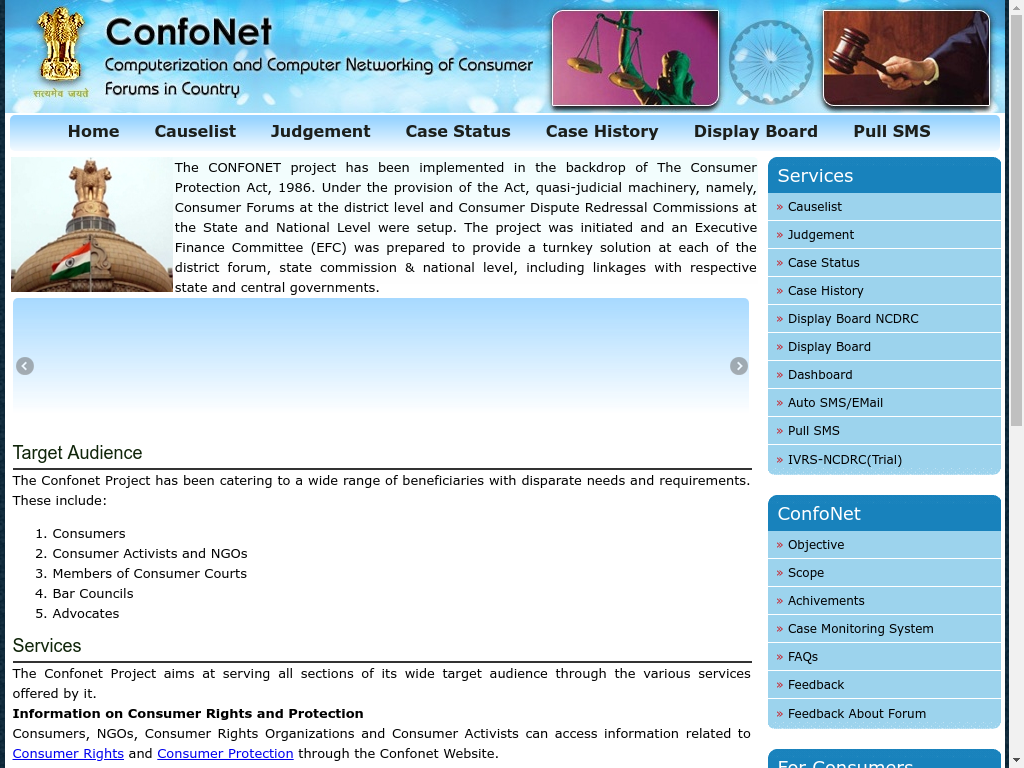 सत्यमेव जयते
ConfoNet
Computerization and Computer Networking of Consumer
Forums in Country
Home Causelist Judgement Case Status Case History Display Board Pull SMS
The CONFONET project has been implemented in the backdrop of The Consumer
Protection Act, 1986. Under the provision of the Act, quasi-judicial machinery, namely,
Consumer Forums at the district level and Consumer Dispute Redressal Commissions at
the State and National Level were setup. The project was initiated and an Executive
Finance Committee (EFC) was prepared to provide a turnkey solution at each of the
district forum, state commission & national level, including linkages with respective
state and central governments.
Target Audience
The Confonet Project has been catering to a wide range of beneficiaries with disparate needs and requirements.
These include:
1. Consumers
2. Consumer Activists and NGOs
3. Members of Consumer Courts
4. Bar Councils
5. Advocates
Services
The Confonet Project aims at serving all sections of its wide target audience through the various services
offered by it.
Information on Consumer Rights and Protection
Consumers, NGOs, Consumer Rights Organizations and Consumer Activists can access information related to
Consumer Rights and Consumer Protection through the Confonet Website.
Services
» Causelist
» Judgement
» Case Status
» Case History
» Display Board NCDRC
» Display Board
» Dashboard
» Auto SMS/EMail
» Pull SMS
» IVRS-NCDRC(Trial)
ConfoNet
» Objective
» Scope
» Achivements
» Case Monitoring System
» FAQs
» Feedback
» Feedback About Forum
For Consumers